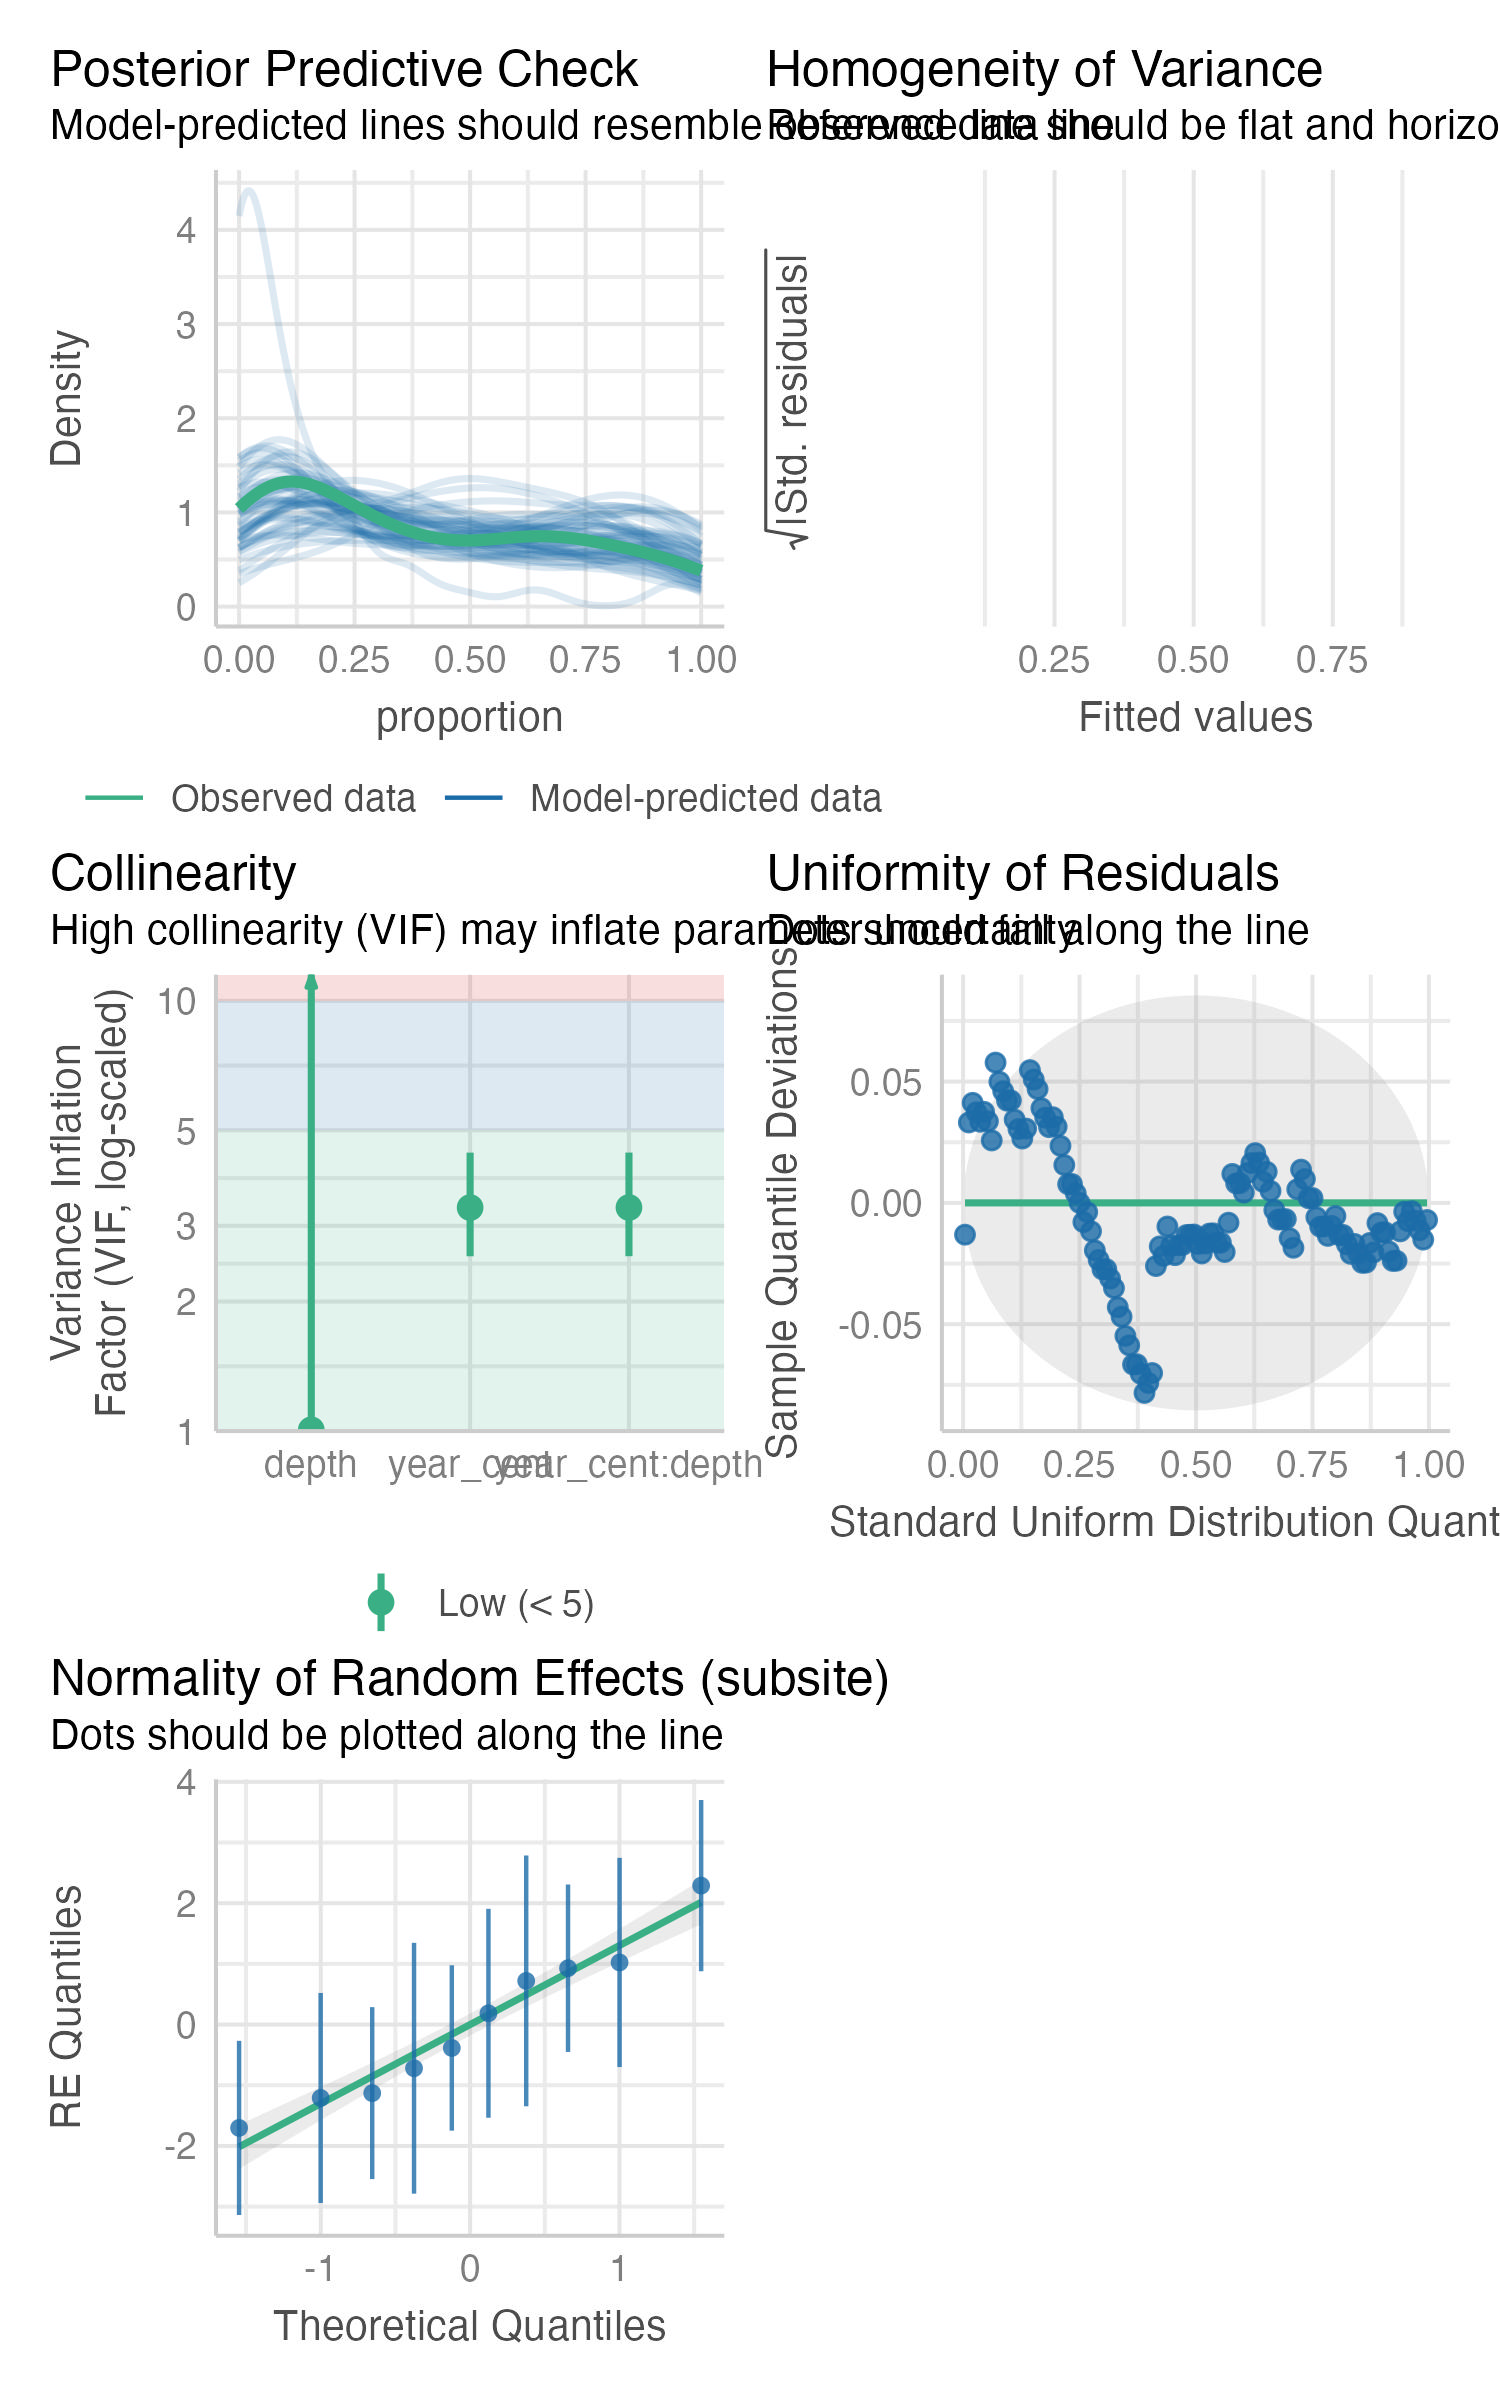 Posterior Predictive Check
Model-predicted lines should resemble observed data line
4
3
2
1
0
Density
0.00 0.25 0.50 0.75 1.00
proportion
Observed data Model-predicted data
Homogeneity of Variance
Reference line should be flat and horizo
√|Std. residuals|
0.25 0.50 0.75
Fitted values
Collinearity
High collinearity (VIF) may inflate parameter uncertainty
Variance Inflation
Factor (VIF, log-scaled)
10
5
3
2
1
depth year_cent year_cent:depth
Low (< 5)
Uniformity of Residuals
Dots should fall along the line
Sample Quantile Deviations
0.05
0.00
-0.05
0.00 0.25 0.50 0.75 1.00
Standard Uniform Distribution Quant
Normality of Random Effects (subsite)
Dots should be plotted along the line
RE Quantiles
4
2
0
-2
-1 0 1
Theoretical Quantiles